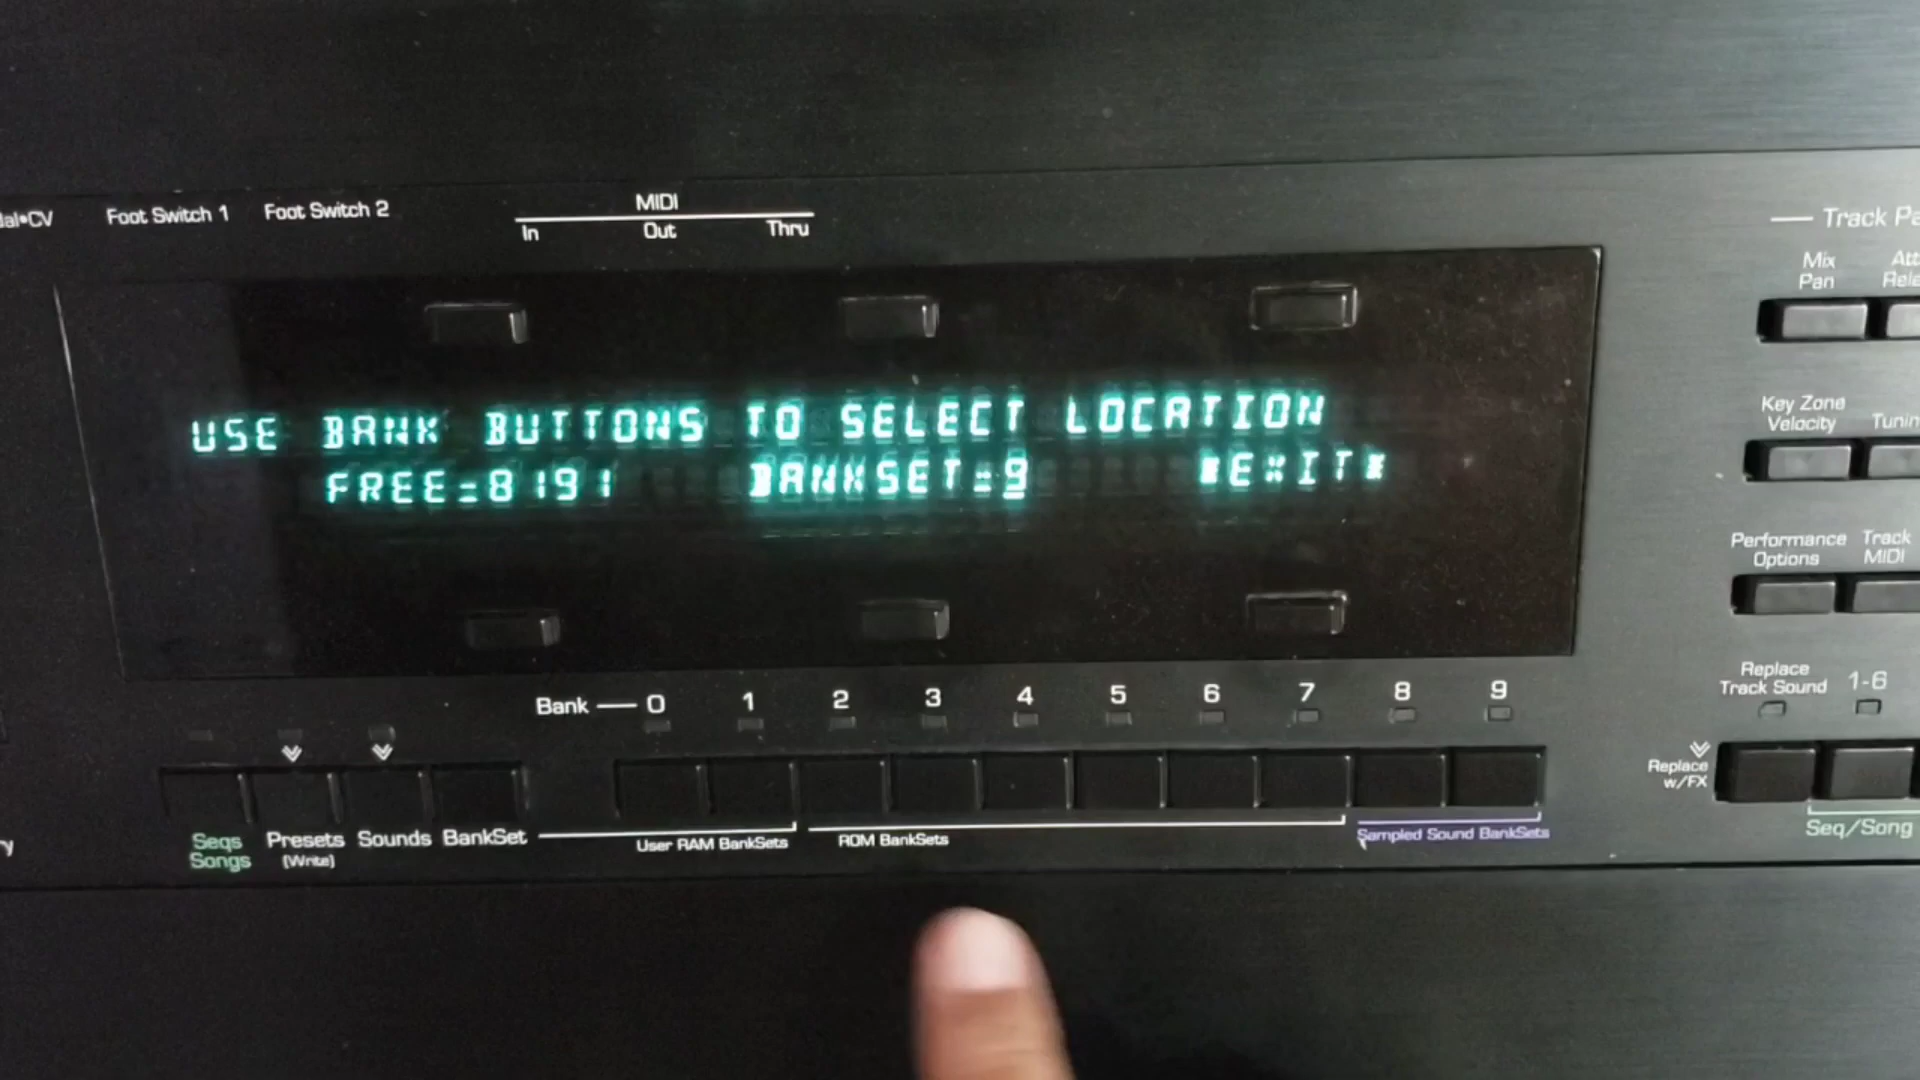 Foot Switch 1 Foot Switch 2
MIDI
In Out Thru
Track
Mix
Pan
USE BANK BUTTONS TO SELECT LOCATION
FREE=8191 BANKSET=9 *EXIT*
Key Zone
Velocity
Performance
Options
Track
MIDI
Replace
Track Sound
1-6
Bank 0 1 2 3 4 5 6 7 8 9
Replace
w/FX
Seqs
Songs
Presets
(Write)
Sounds
BankSet
User RAM BankSets
ROM BankSets
Sampled Sound BankSets
Seq/Song